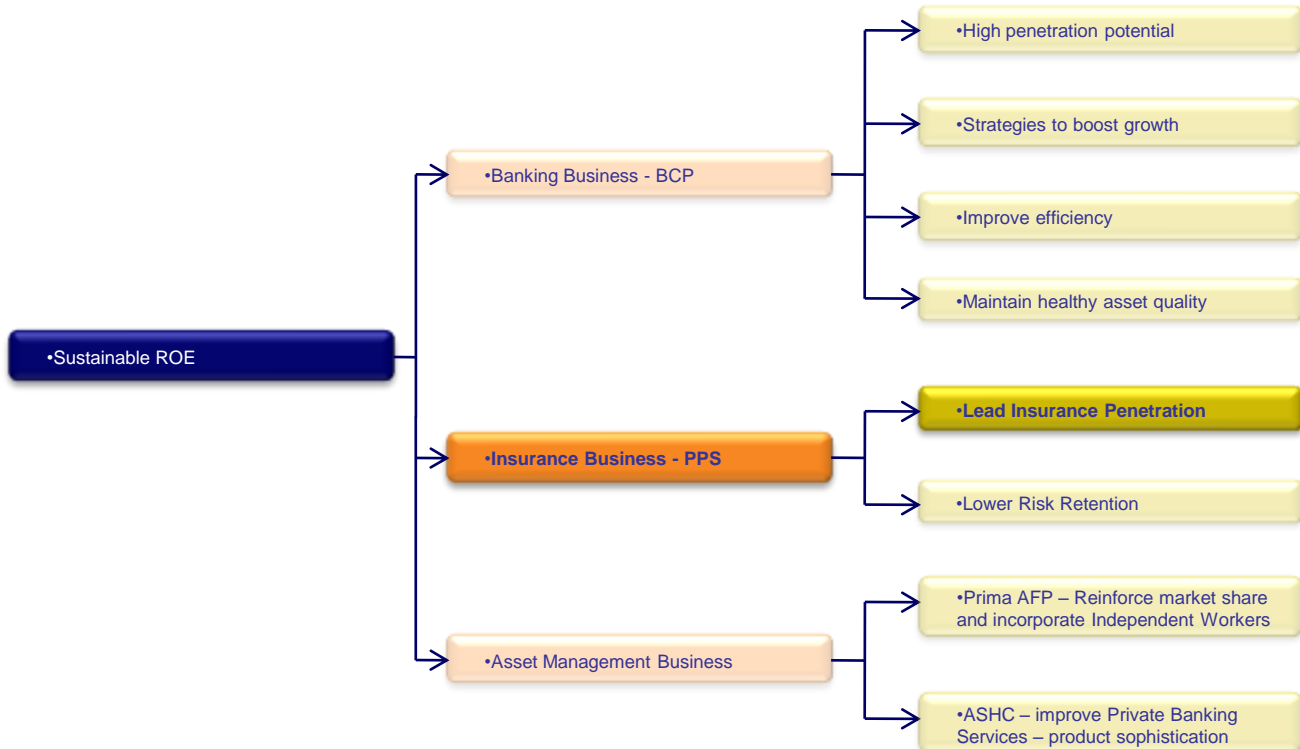 •Sustainable ROE
•Banking Business - BCP
•High penetration potential
•Strategies to boost growth
•Improve efficiency
•Maintain healthy asset quality
•Insurance Business - PPS
•Lead Insurance Penetration
•Lower Risk Retention
•Asset Management Business
•Prima AFP – Reinforce market share
and incorporate Independent Workers
•ASHC – improve Private Banking
Services – product sophistication